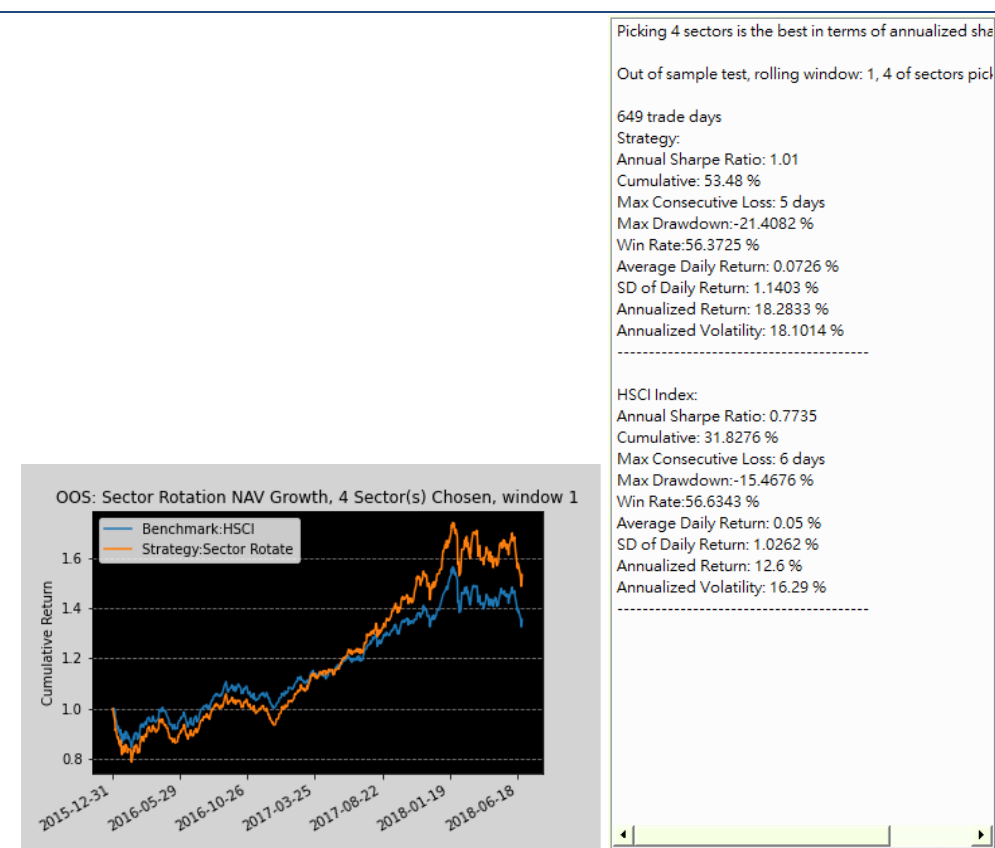 Picking 4 sectors is the best in terms of annualized sha
Out of sample test, rolling window: 1, 4 of sectors pick
649 trade days
Strategy:
Annual Sharpe Ratio: 1.01
Cumulative: 53.48 %
Max Consecutive Loss: 5 days
Max Drawdown:-21.4082 %
Win Rate:56.3725 %
Average Daily Return: 0.0726 %
SD of Daily Return: 1.1403 %
Annualized Return: 18.2833 %
Annualized Volatility: 18.1014 %
----------------------------------------
HSCI Index:
Annual Sharpe Ratio: 0.7735
Cumulative: 31.8276 %
Max Consecutive Loss: 6 days
Max Drawdown:-15.4676 %
Win Rate:56.6343 %
Average Daily Return: 0.05 %
SD of Daily Return: 1.0262 %
Annualized Return: 12.6 %
Annualized Volatility: 16.29 %
----------------------------------------
OOS: Sector Rotation NAV Growth, 4 Sector(s) Chosen, window 1
Benchmark:HSCI
Strategy:Sector Rotate
Cumulative Return
1.6
1.4
1.2
1.0
0.8
2015-12-31
2016-05-29
2016-10-26
2017-03-25
2017-08-22
2018-01-19
2018-06-18